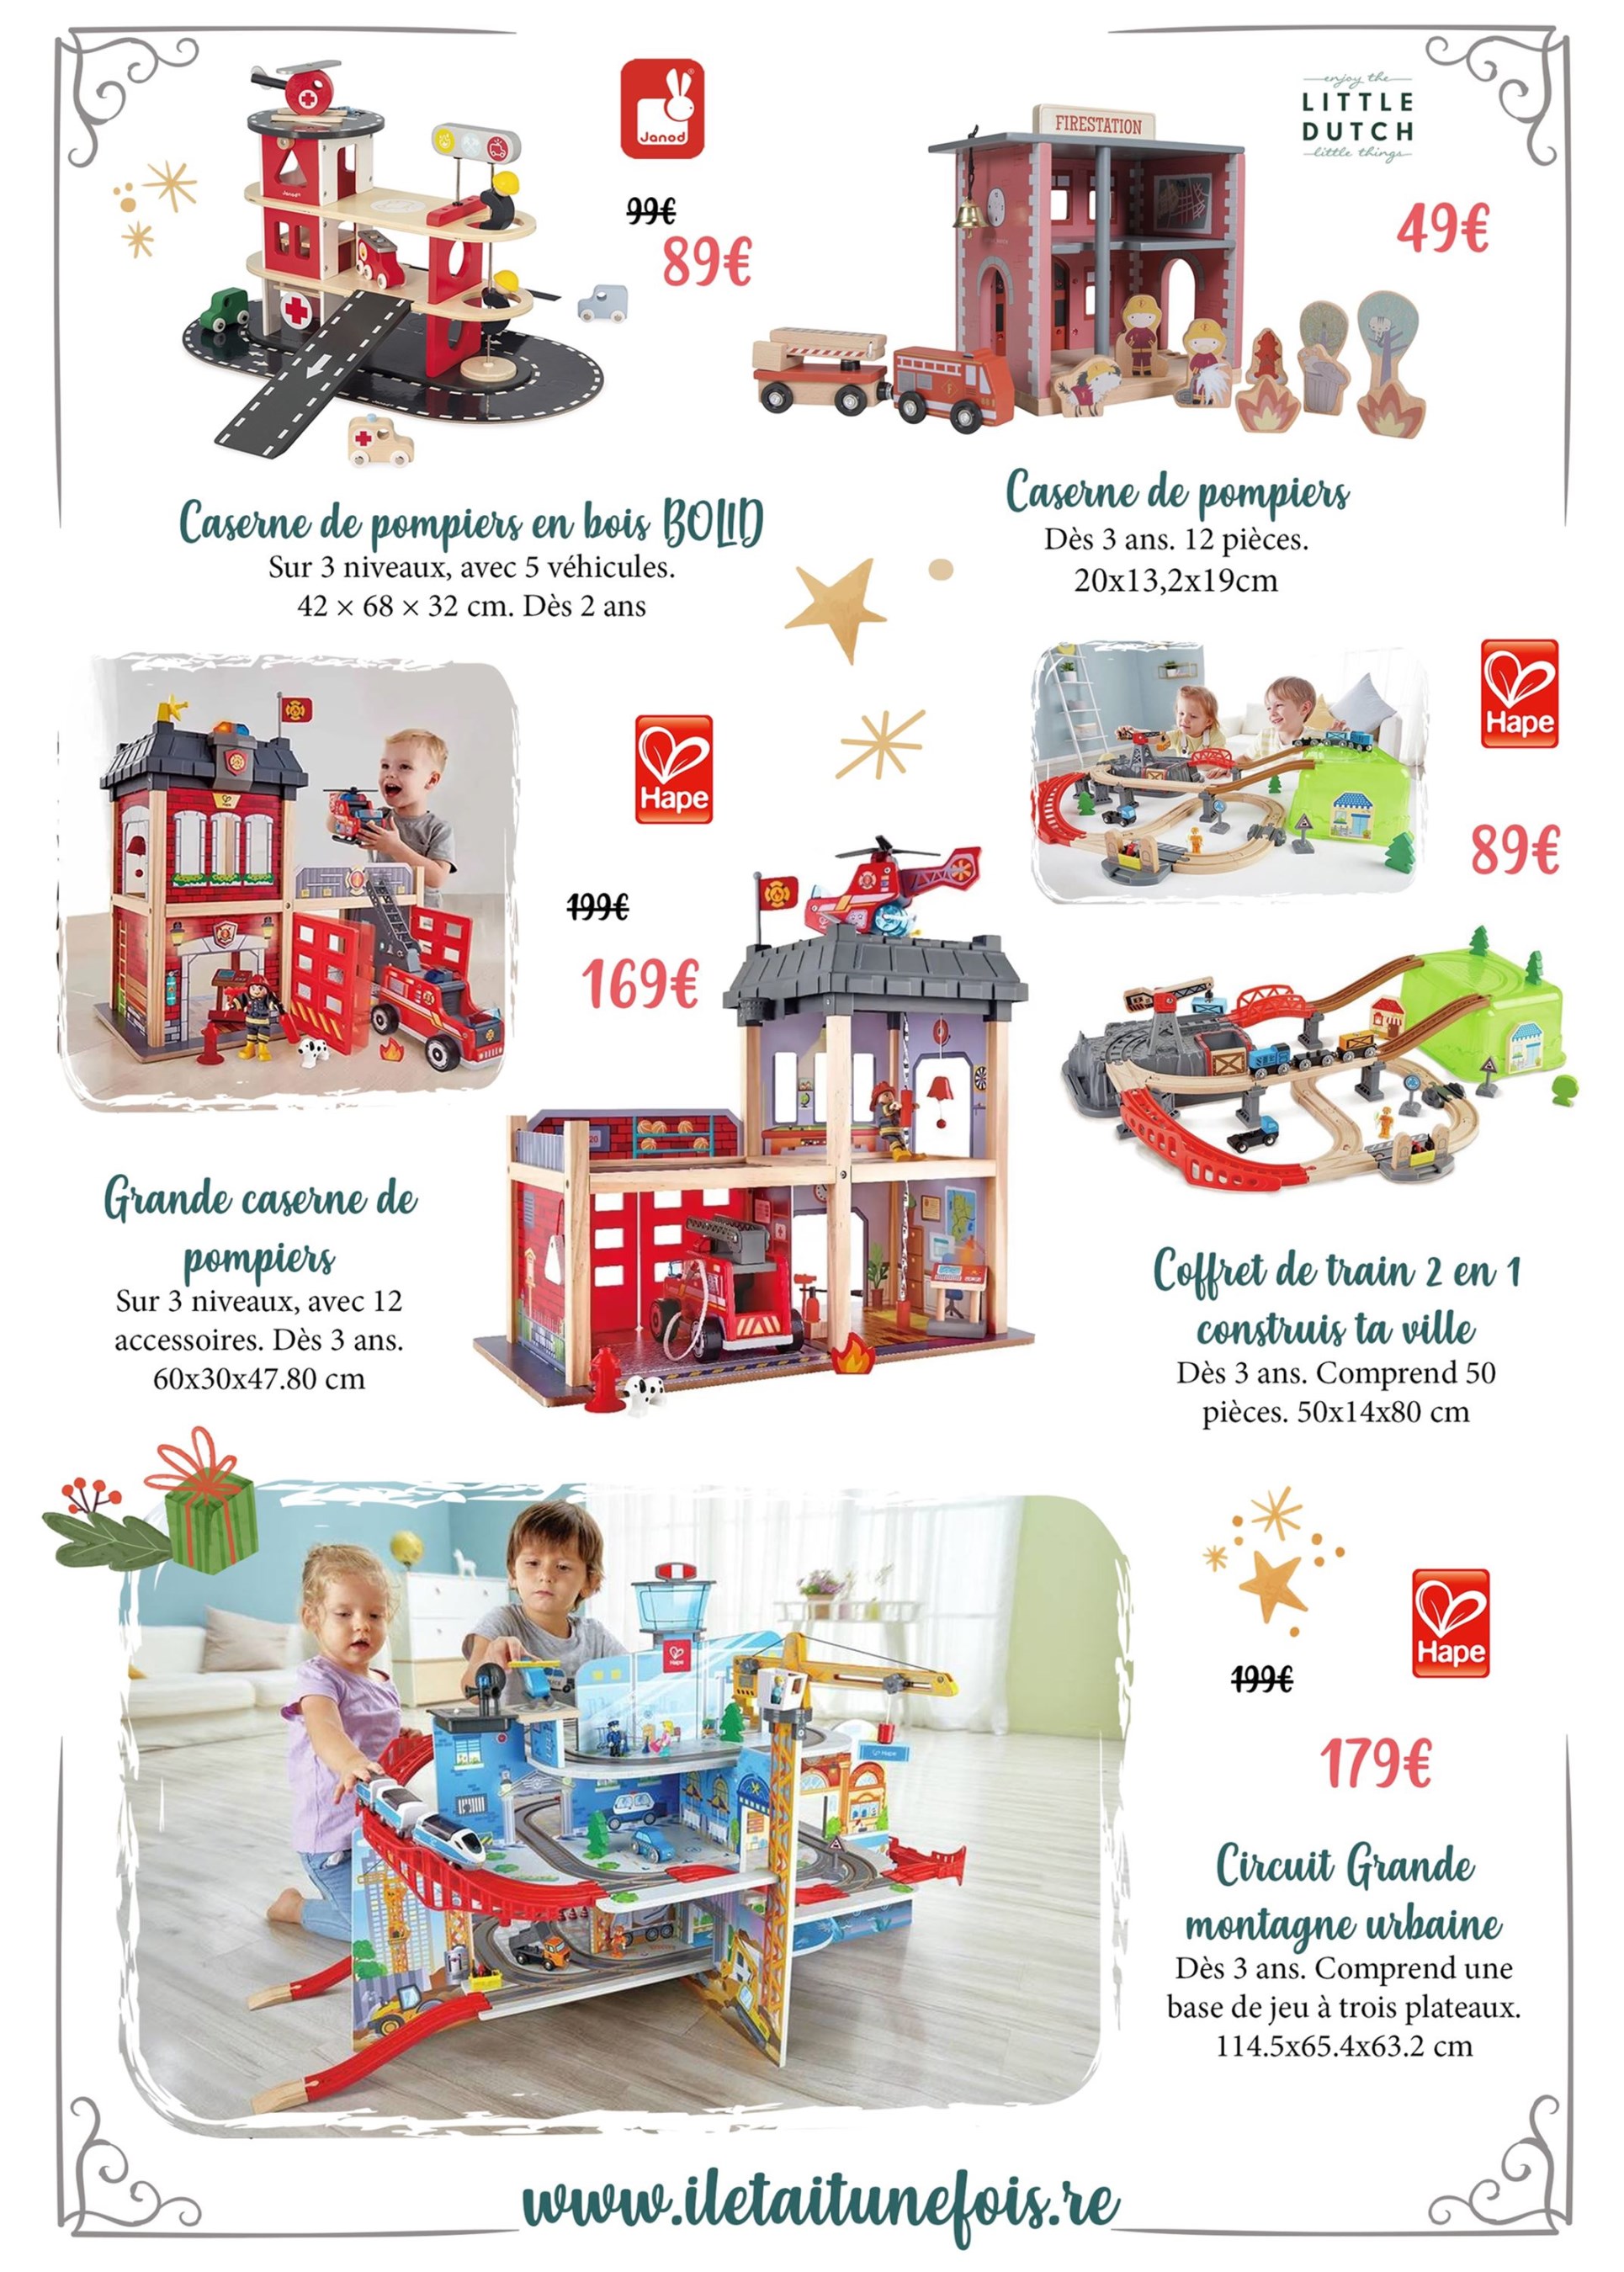 Janod
99€
89€
Caserne de pompiers en bois BOLID
Sur 3 niveaux, avec 5 véhicules.
42 × 68 × 32 cm. Dès 2 ans
enjoy the
LITTLE
DUTCH
little things
FIRESTATION
49€
Caserne de pompiers
Dès 3 ans. 12 pièces.
20x13,2x19cm
Hape
199€
169€
Grande caserne de
pompiers
Sur 3 niveaux, avec 12
accessoires. Dès 3 ans.
60x30x47.80 cm
Hape
89€
Coffret de train 2 en 1
construis ta ville
Dès 3 ans. Comprend 50
pièces. 50x14x80 cm
Hape
Hape
199€
179€
Circuit Grande
montagne urbaine
Dès 3 ans. Comprend une
base de jeu à trois plateaux.
114.5x65.4x63.2 cm
www.iletaitunefois.re